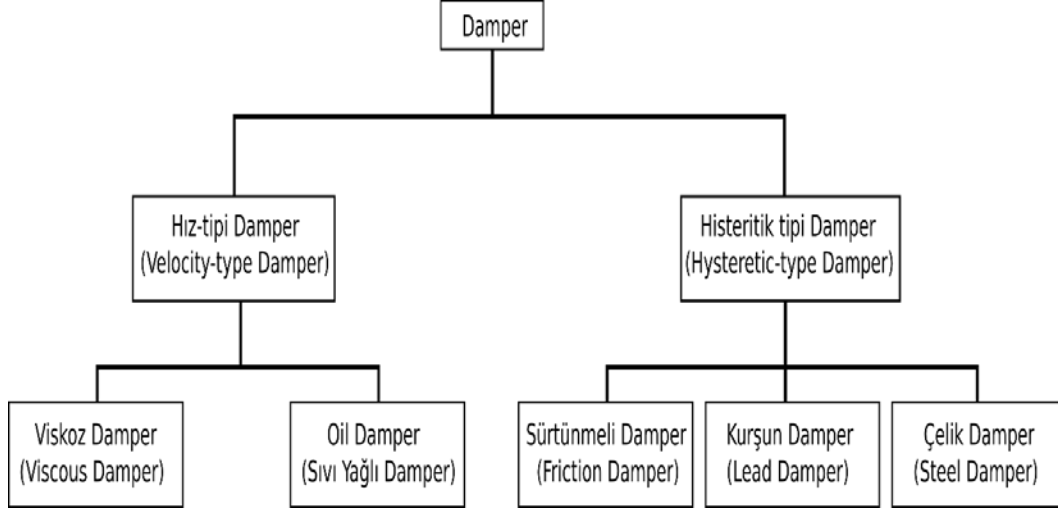 Damper
Hız-tipi Damper
(Velocity-type Damper)
Histeritik tipi Damper
(Hysteretic-type Damper)
Viskoz Damper
(Viscous Damper)
Oil Damper
(Sıvı Yağlı Damper)
Sürtünmeli Damper
(Friction Damper)
Kurşun Damper
(Lead Damper)
Çelik Damper
(Steel Damper)